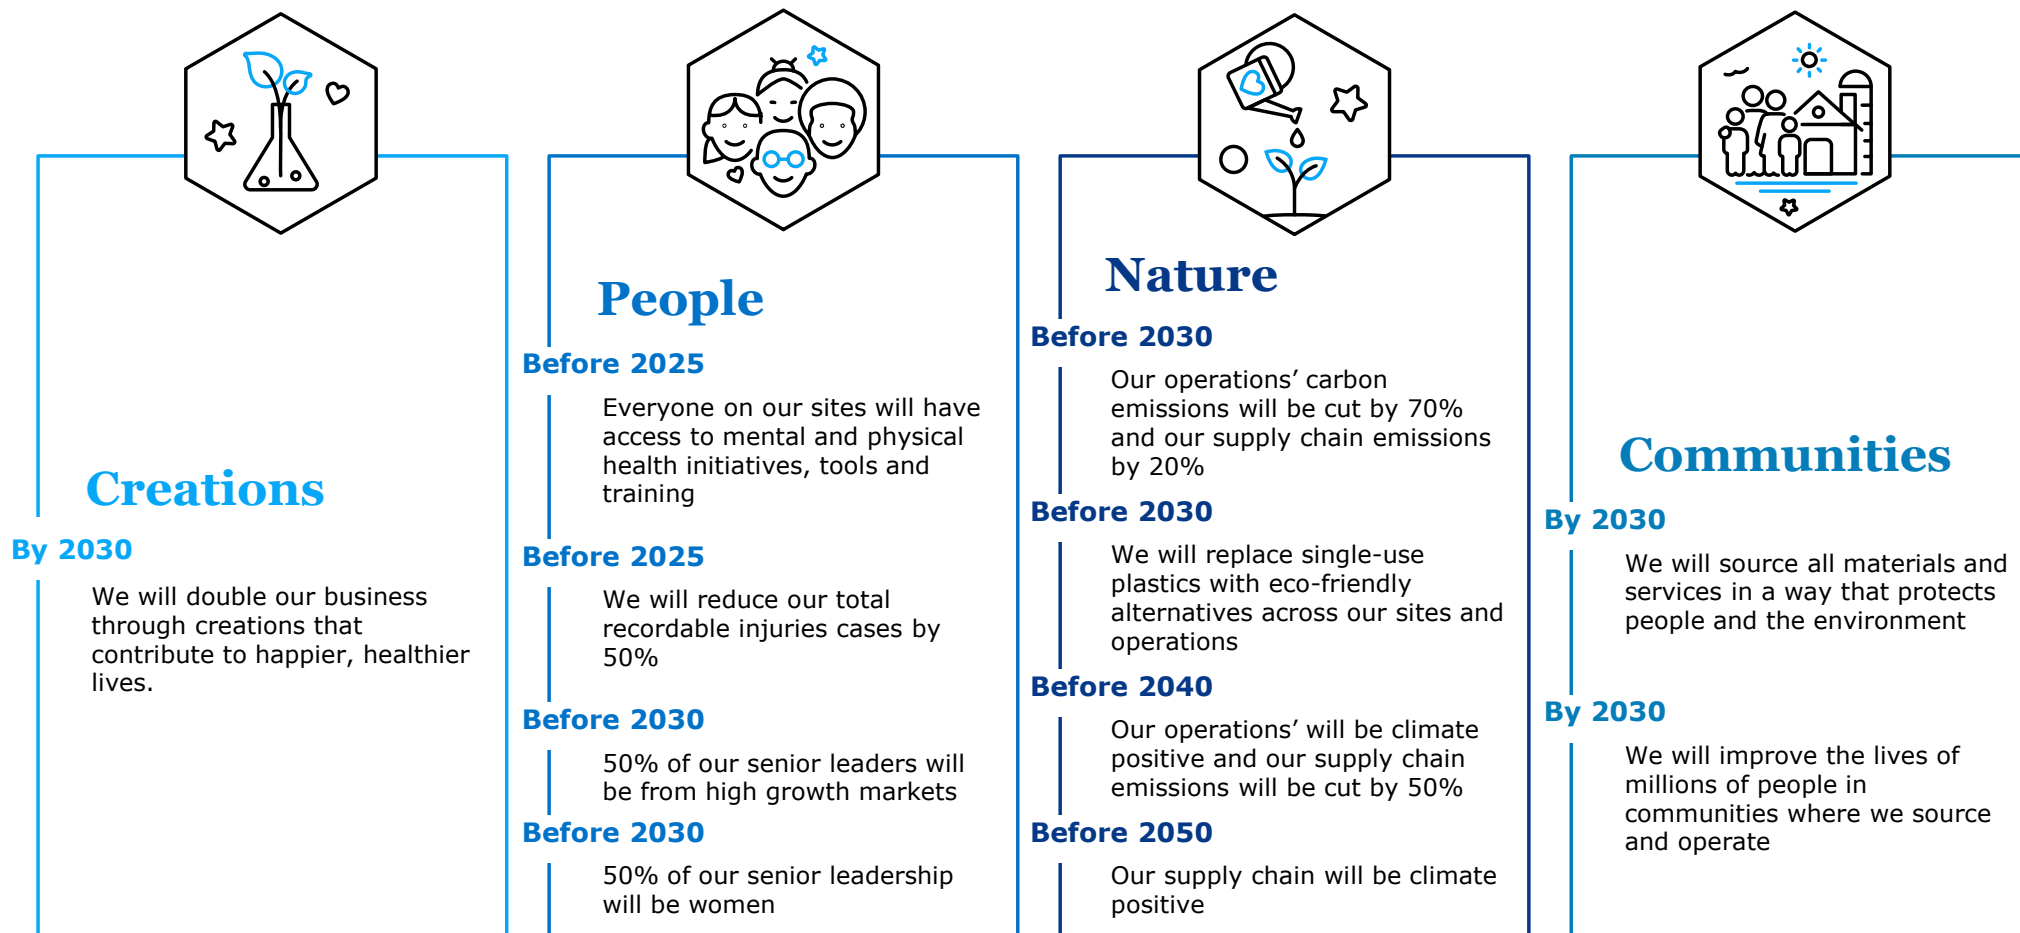 Creations
By 2030
We will double our business
through creations that
contribute to happier, healthier
lives.
People
Before 2025
Everyone on our sites will have
access to mental and physical
health initiatives, tools and
training
Before 2025
We will reduce our total
recordable injuries cases by
50%
Before 2030
50% of our senior leaders will
be from high growth markets
Before 2030
50% of our senior leadership
will be women
Nature
Before 2030
Our operations’ carbon
emissions will be cut by 70%
and our supply chain emissions
by 20%
Before 2030
We will replace single-use
plastics with eco-friendly
alternatives across our sites and
operations
Before 2040
Our operations’ will be climate
positive and our supply chain
emissions will be cut by 50%
Before 2050
Our supply chain will be climate
positive
Communities
By 2030
We will source all materials and
services in a way that protects
people and the environment
By 2030
We will improve the lives of
millions of people in
communities where we source
and operate